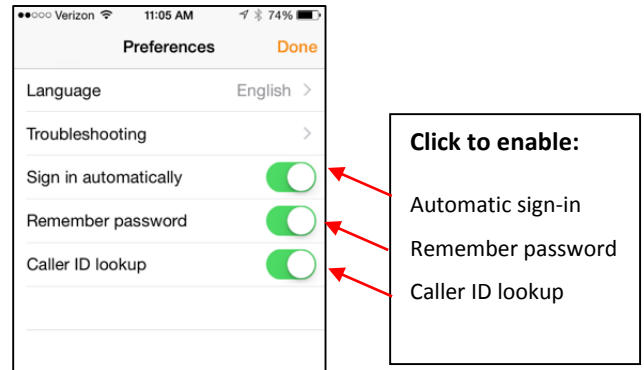 Verizon 11:05 AM 74%
Preferences Done
Language English >
Troubleshooting >
Sign in automatically
Remember password
Caller ID lookup
Click to enable:
Automatic sign-in
Remember password
Caller ID lookup